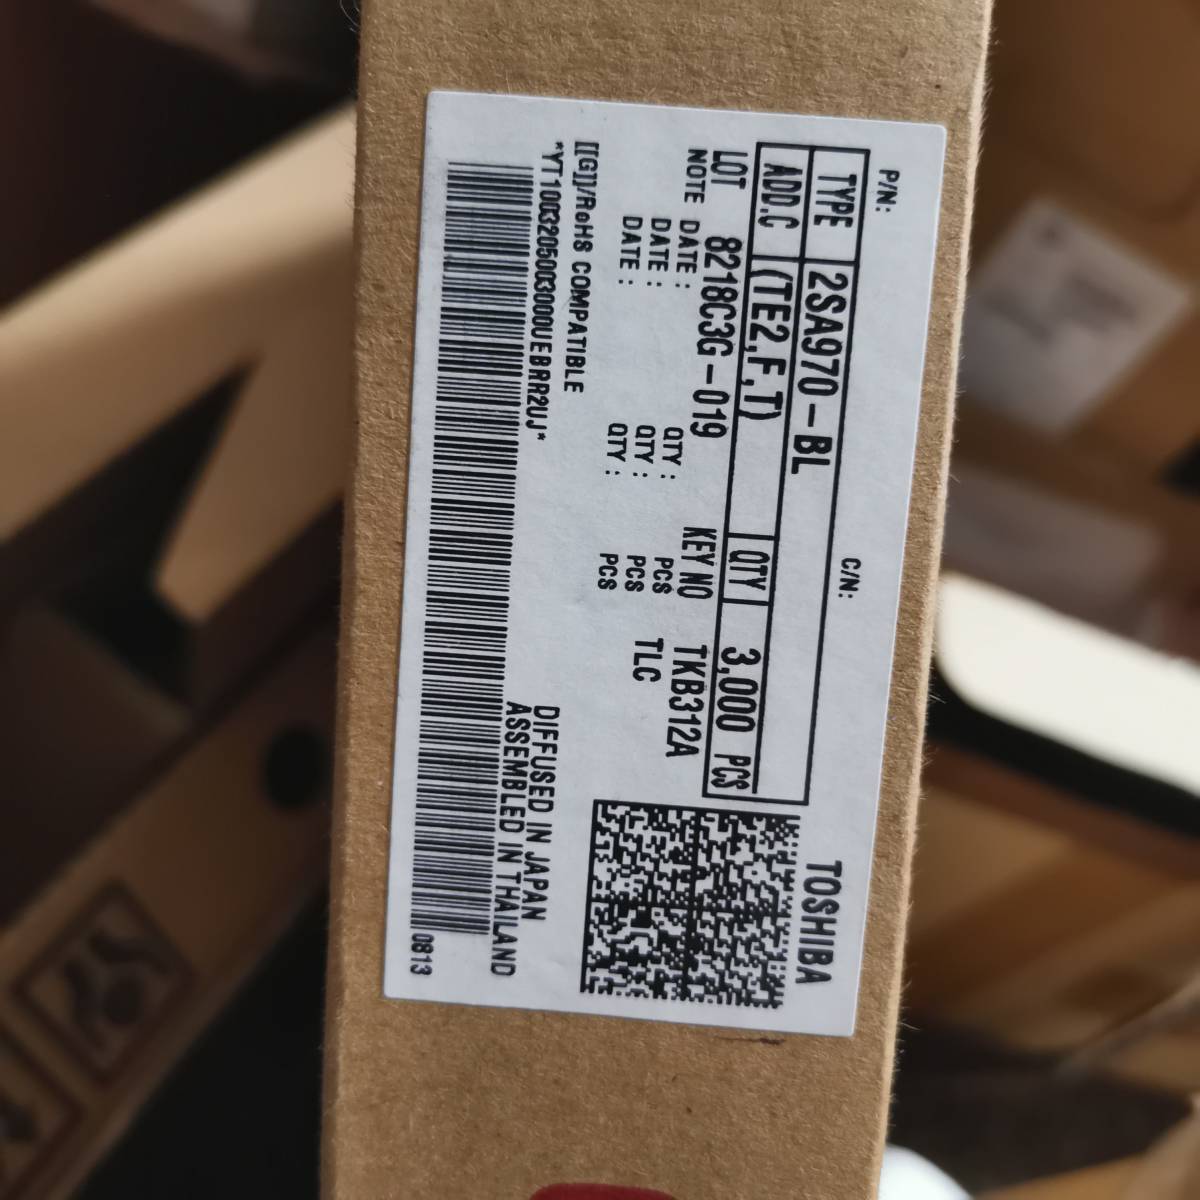 P/N: C/N:
TYPE 2SA970-BL TOSHIBA
ADD.C (TE2,F,T) QTY 3,000 PCS
LOT 8218C3G-019 KEY NO TKB312A
NOTE DATE: QTY: PCS TLC
DATE: QTY: PCS
DATE: QTY: PCS
[[G]]/RoHS COMPATIBLE DIFFUSED IN JAPAN
*YT1003205003000UEBRR2UJ* ASSEMBLED IN THAILAND
0813